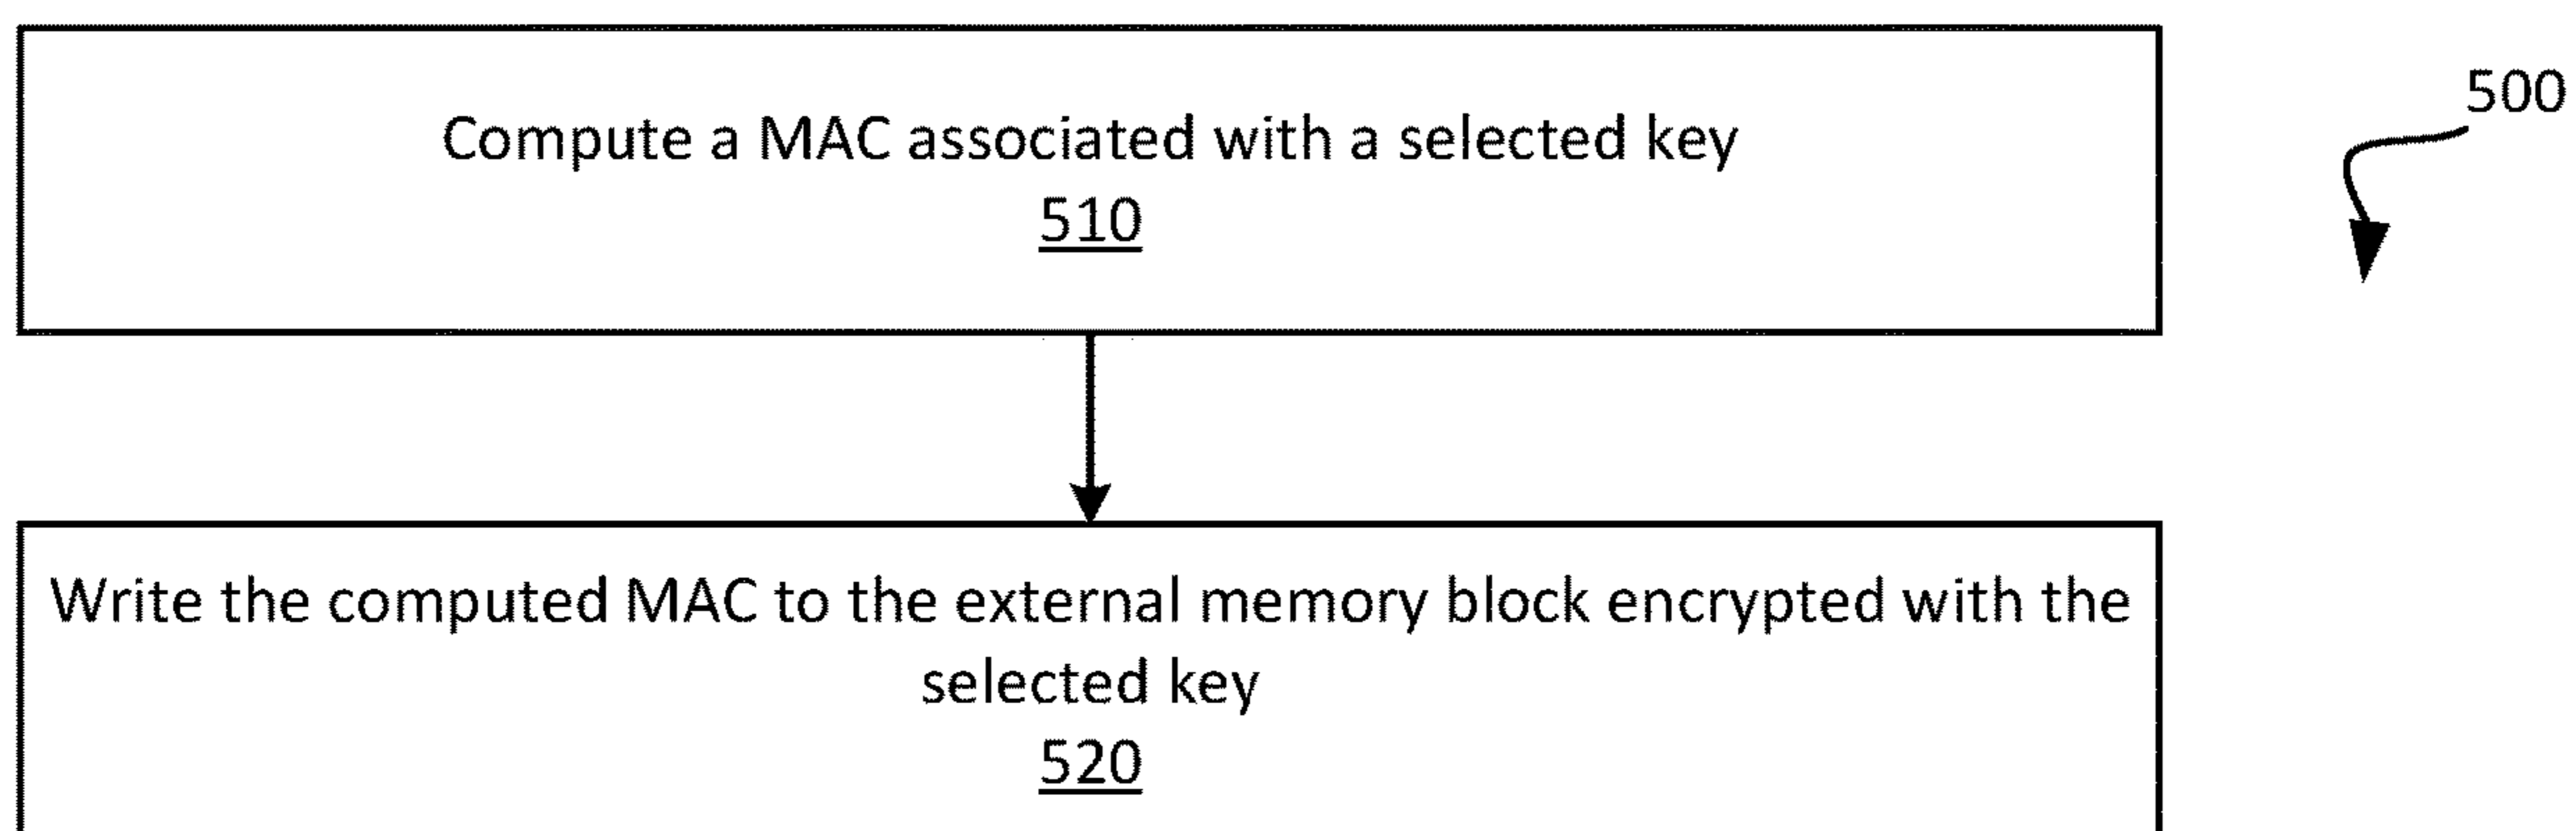 Compute a MAC associated with a selected key
510
500
Write the computed MAC to the external memory block encrypted with the
selected key
520